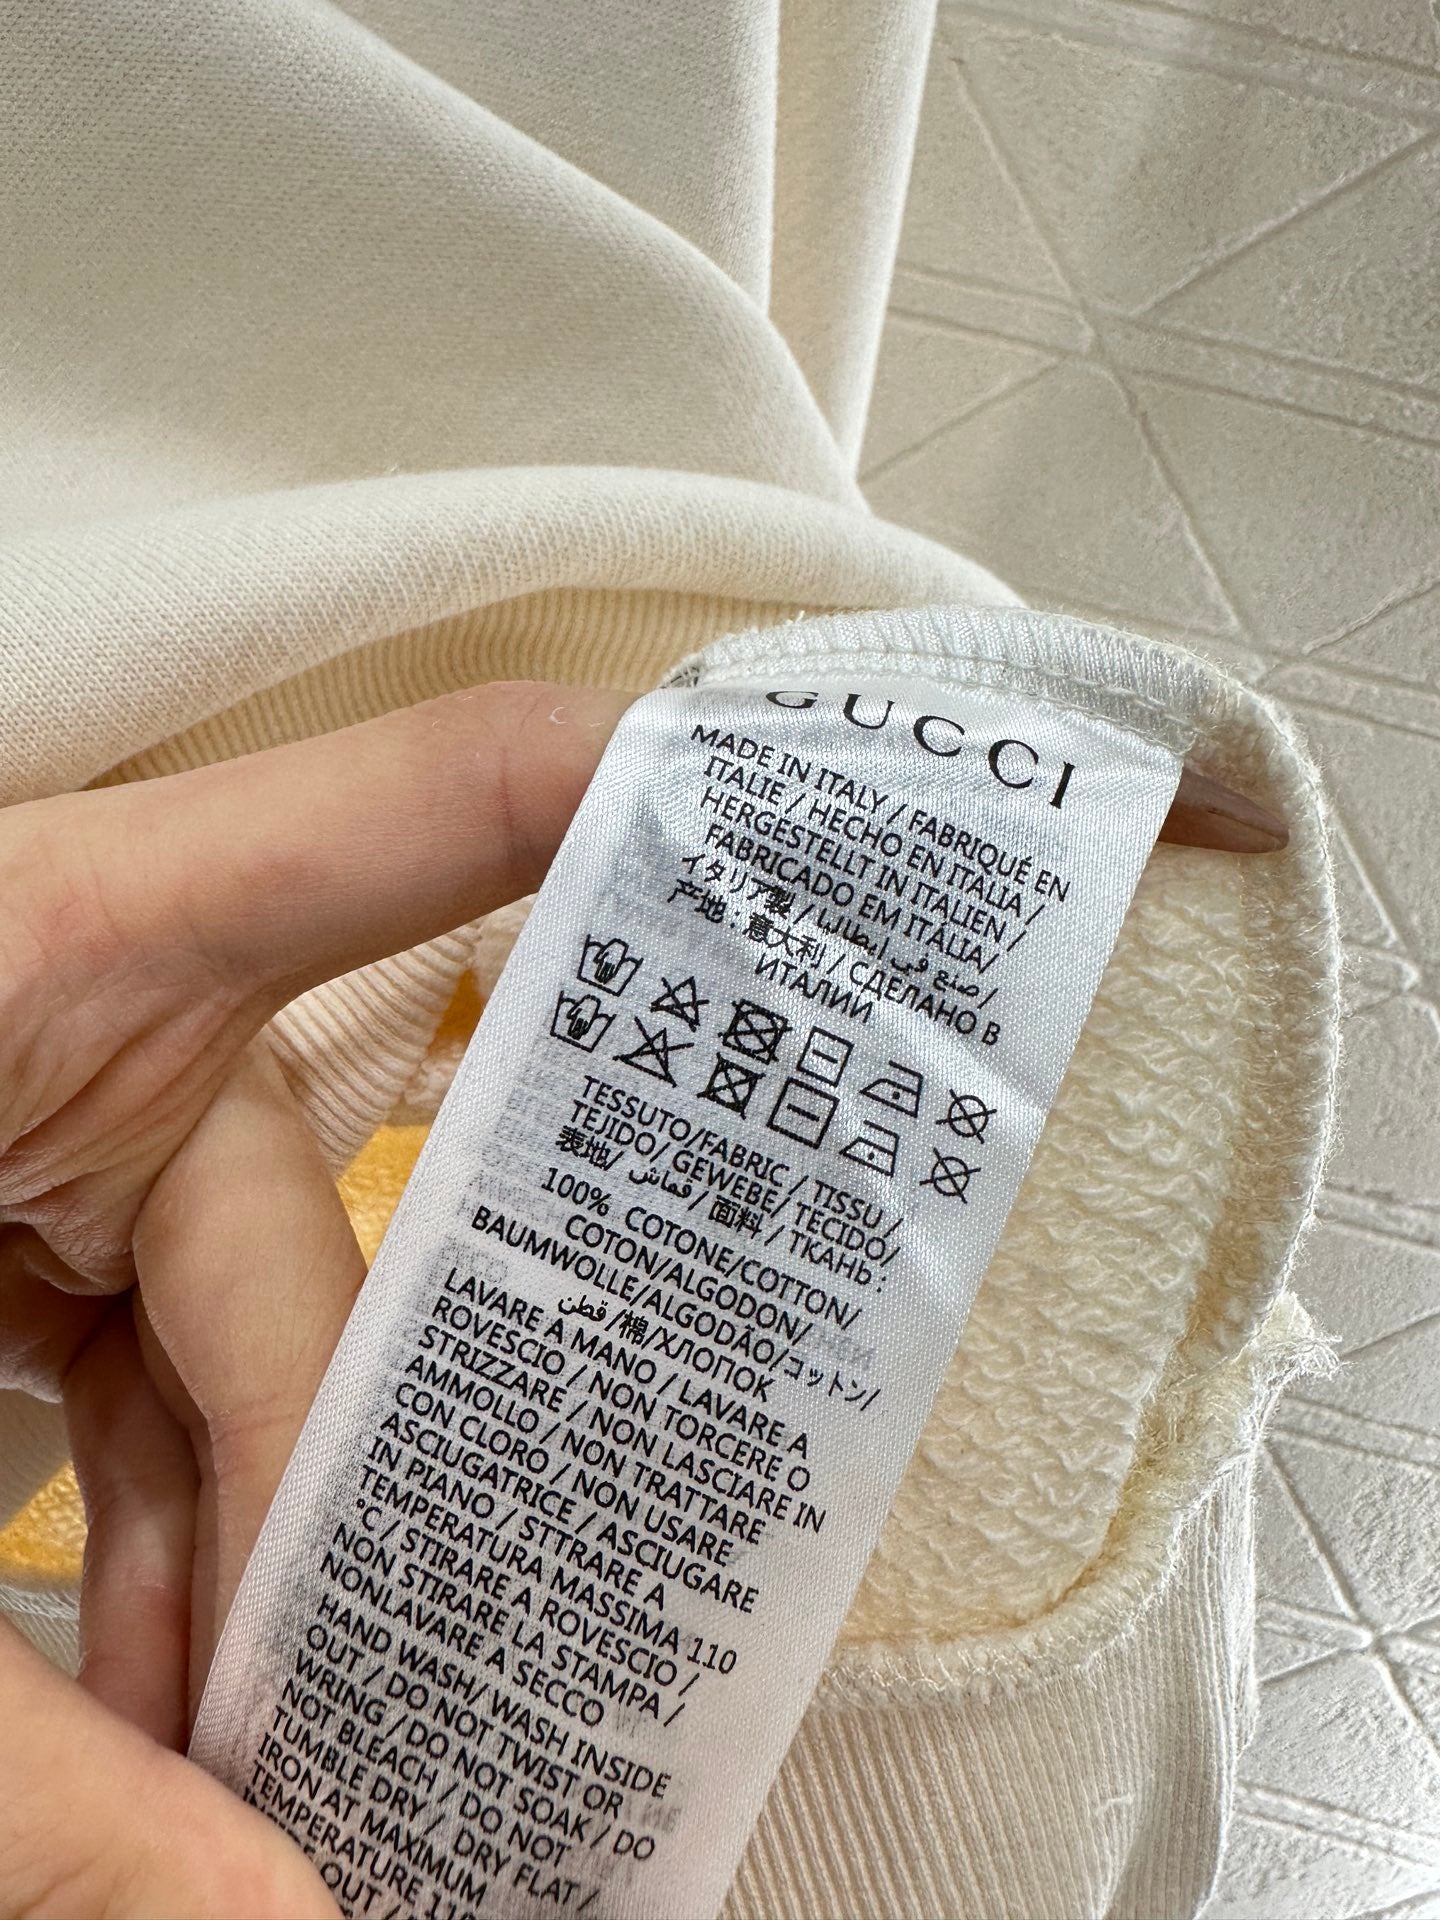 GUCCI
MADE IN ITALY / FABRIQUÉ EN
ITALIE / HECHO EN ITALIA /
HERGESTELLT IN ITALIEN /
FABRICADO EM ITÁLIA/
イタリア製 / صنع في إيطاليا /
产地：意大利 / СДЕЛАНО В
ИТАЛИИ
TESSUTO/FABRIC / TISSU /
TEJIDO/ GEWEBE/ TECIDO/
表地/ قماش / 面料 / ТКАНЬ :
100% COTONE/COTTON/
COTON/ALGODON/
BAUMWOLLE/ALGODÃO/コットン/
قطن /棉/ХЛОПОК
LAVARE A MANO / LAVARE A
ROVESCIO / NON TORCERE O
STRIZZARE / NON LASCIARE IN
AMMOLLO / NON TRATTARE
CON CLORO / NON USARE
ASCIUGATRICE / ASCIUGARE
IN PIANO / STTRARE A
TEMPERATURA MASSIMA 110
°C / STIRARE A ROVESCIO /
NON STIRARE LA STAMPA /
NONLAVARE A SECCO
HAND WASH/ WASH INSIDE
OUT / DO NOT TWIST OR
WRING / DO NOT SOAK / DO
NOT BLEACH / DO NOT
TUMBLE DRY / DRY FLAT /
IRON AT MAXIMUM
TEMPERATURE 110
OUT /